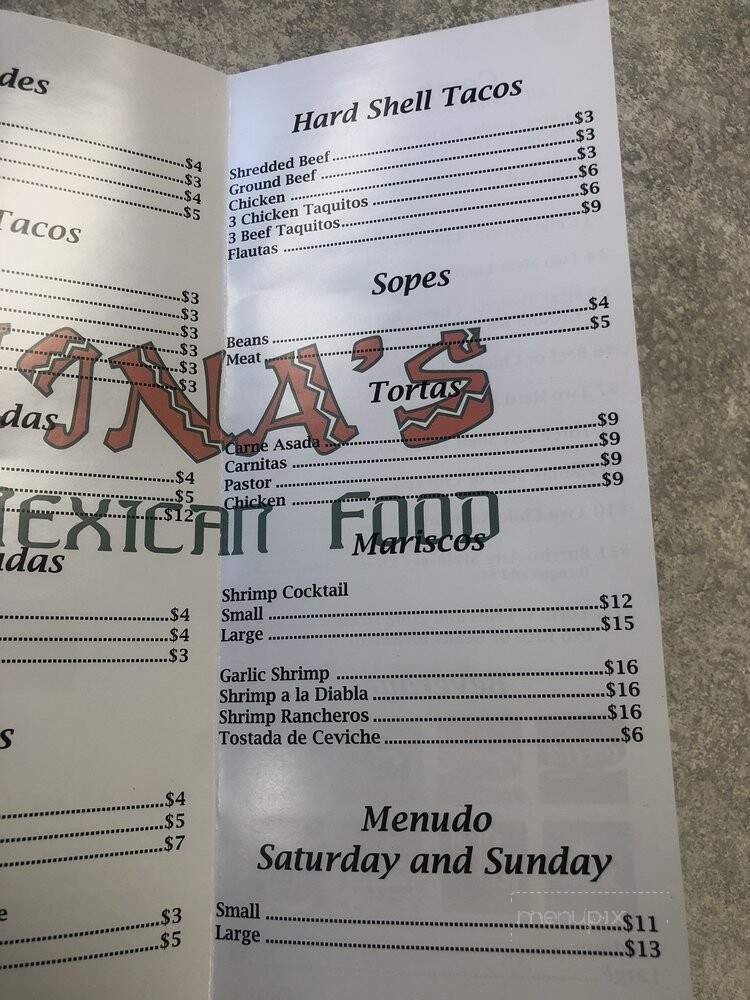 des
$4
$3
$4
$5
Tacos
$3
$3
$3
$3
$3
$3
das
$4
$5
$12
adas
$4
$4
$3
s
$4
$5
$7
e
$3
$5
INA'S
MEXICAN FOOD
Hard Shell Tacos
Shredded Beef $3
Ground Beef $3
Chicken $3
3 Chicken Taquitos $6
3 Beef Taquitos $6
Flautas $9
Sopes
Beans $4
Meat $5
Tortas
Carne Asada $9
Carnitas $9
Pastor $9
Chicken $9
Mariscos
Shrimp Cocktail
Small $12
Large $15
Garlic Shrimp $16
Shrimp a la Diabla $16
Shrimp Rancheros $16
Tostada de Ceviche $6
Menudo
Saturday and Sunday
Small $11
Large $13
menupix